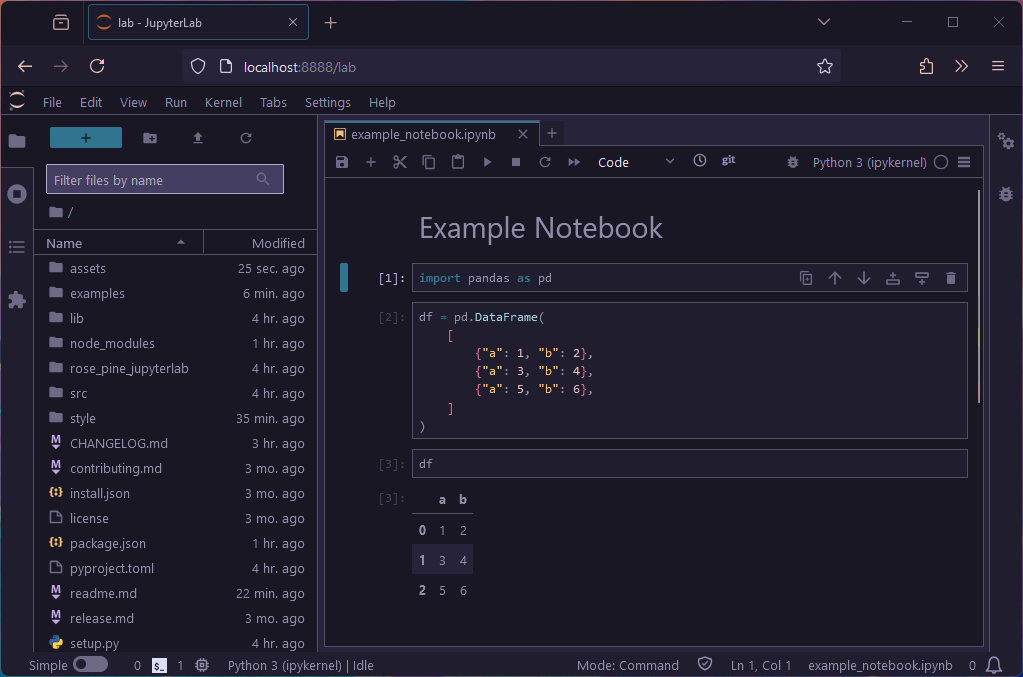 lab - JupyterLab
localhost:8888/lab
File Edit View Run Kernel Tabs Settings Help
Filter files by name
/
Name Modified
assets 25 sec. ago
examples 6 min. ago
lib 4 hr. ago
node_modules 1 hr. ago
rose_pine_jupyterlab 4 hr. ago
src 4 hr. ago
style 35 min. ago
CHANGELOG.md 3 hr. ago
contributing.md 3 mo. ago
install.json 3 mo. ago
license 3 mo. ago
package.json 1 hr. ago
pyproject.toml 4 hr. ago
readme.md 22 min. ago
release.md 3 mo. ago
setup.py 4 hr. ago
example_notebook.ipynb
Code git Python 3 (ipykernel)
Example Notebook
[1]: import pandas as pd
[2]: df = pd.DataFrame(
[
{"a": 1, "b": 2},
{"a": 3, "b": 4},
{"a": 5, "b": 6},
]
)
[3]: df
[3]: a b
0 1 2
1 3 4
2 5 6
Simple 0 $_ 1 Python 3 (ipykernel) | Idle Mode: Command Ln 1, Col 1 example_notebook.ipynb 0